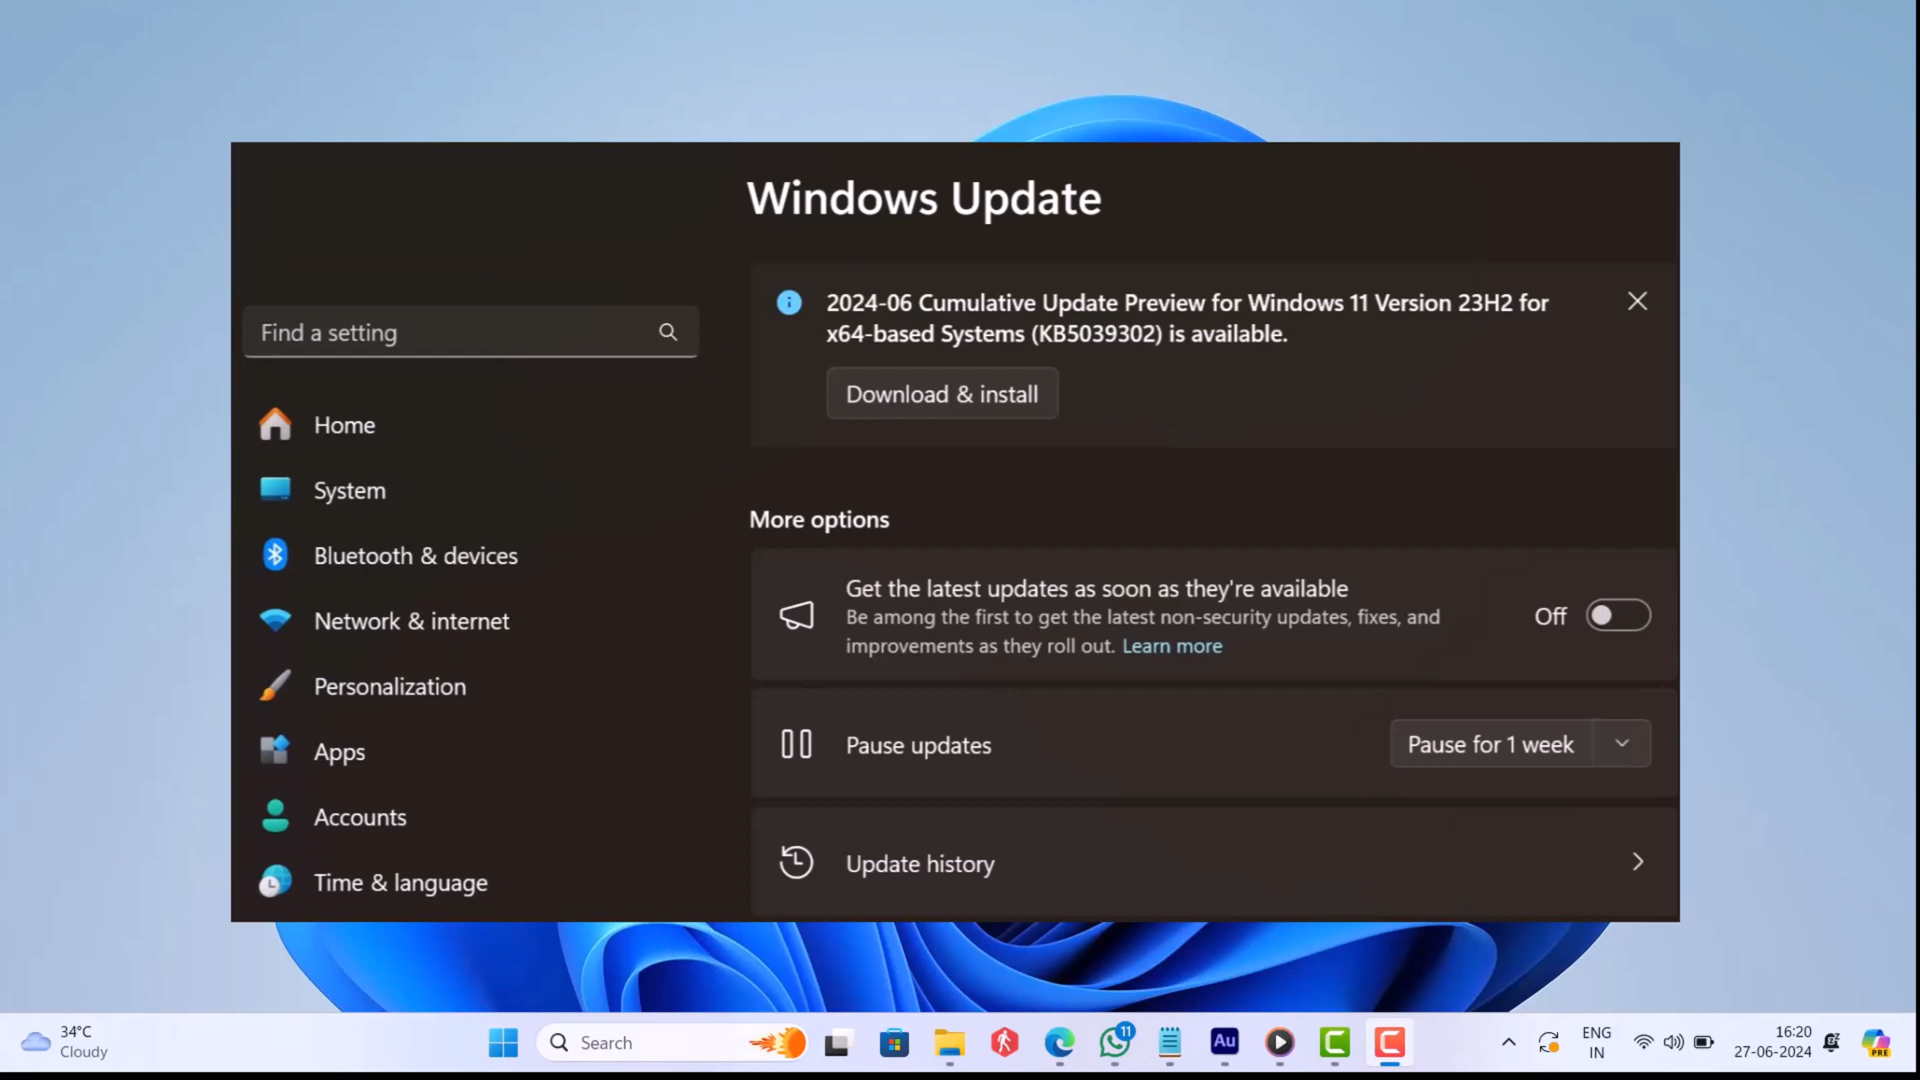 Windows Update
2024-06 Cumulative Update Preview for Windows 11 Version 23H2 for
x64-based Systems (KB5039302) is available.
Download & install
Find a setting
Home
System
Bluetooth & devices
Network & internet
Personalization
Apps
Accounts
Time & language
More options
Get the latest updates as soon as they're available
Be among the first to get the latest non-security updates, fixes, and
improvements as they roll out. Learn more
Off
Pause updates
Pause for 1 week
Update history
34°C
Cloudy
Search
11
Au
ENG
IN
16:20
27-06-2024
PRE